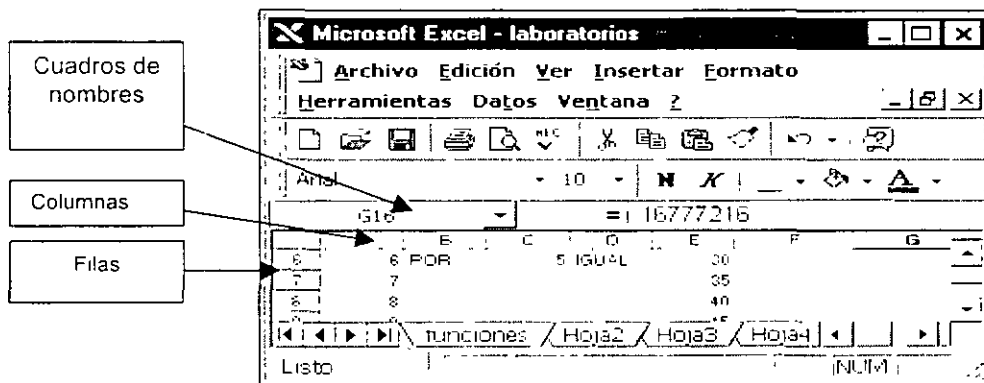 Cuadros de
nombres
Columnas
Filas
Microsoft Excel - laboratorios
Archivo Edición Ver Insertar Formato
Herramientas Datos Ventana ?
Arial 10 N K
G16 = 16777216
B C D E F G
6 6 POR 5 IGUAL 30
7 7 35
8 8 40
funciones Hoja2 Hoja3 Hoja4
Listo NUM